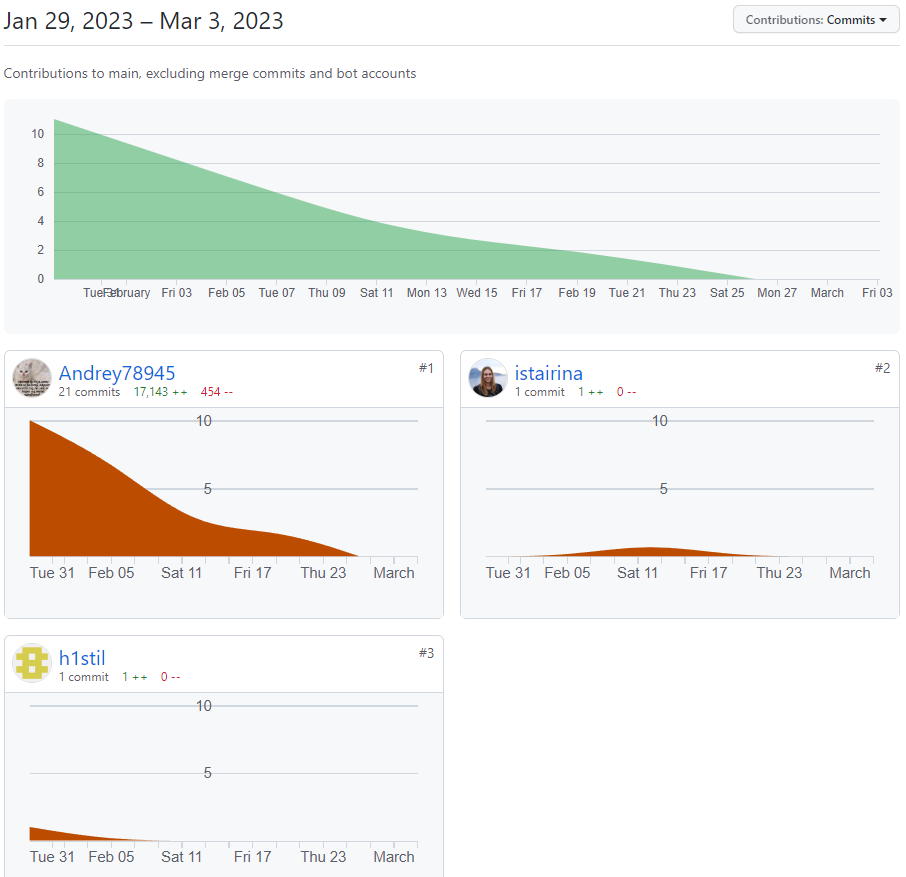 Jan 29, 2023 – Mar 3, 2023
Contributions: Commits
Contributions to main, excluding merge commits and bot accounts
10
8
6
4
2
0
Tue 31 February Fri 03 Feb 05 Tue 07 Thu 09 Sat 11 Mon 13 Wed 15 Fri 17 Feb 19 Tue 21 Thu 23 Sat 25 Mon 27 March Fri 03
Andrey78945
#1
21 commits 17,143 ++ 454 --
10
5
Tue 31 Feb 05 Sat 11 Fri 17 Thu 23 March
istairina
#2
1 commit 1 ++ 0 --
10
5
Tue 31 Feb 05 Sat 11 Fri 17 Thu 23 March
h1stil
#3
1 commit 1 ++ 0 --
10
5
Tue 31 Feb 05 Sat 11 Fri 17 Thu 23 March